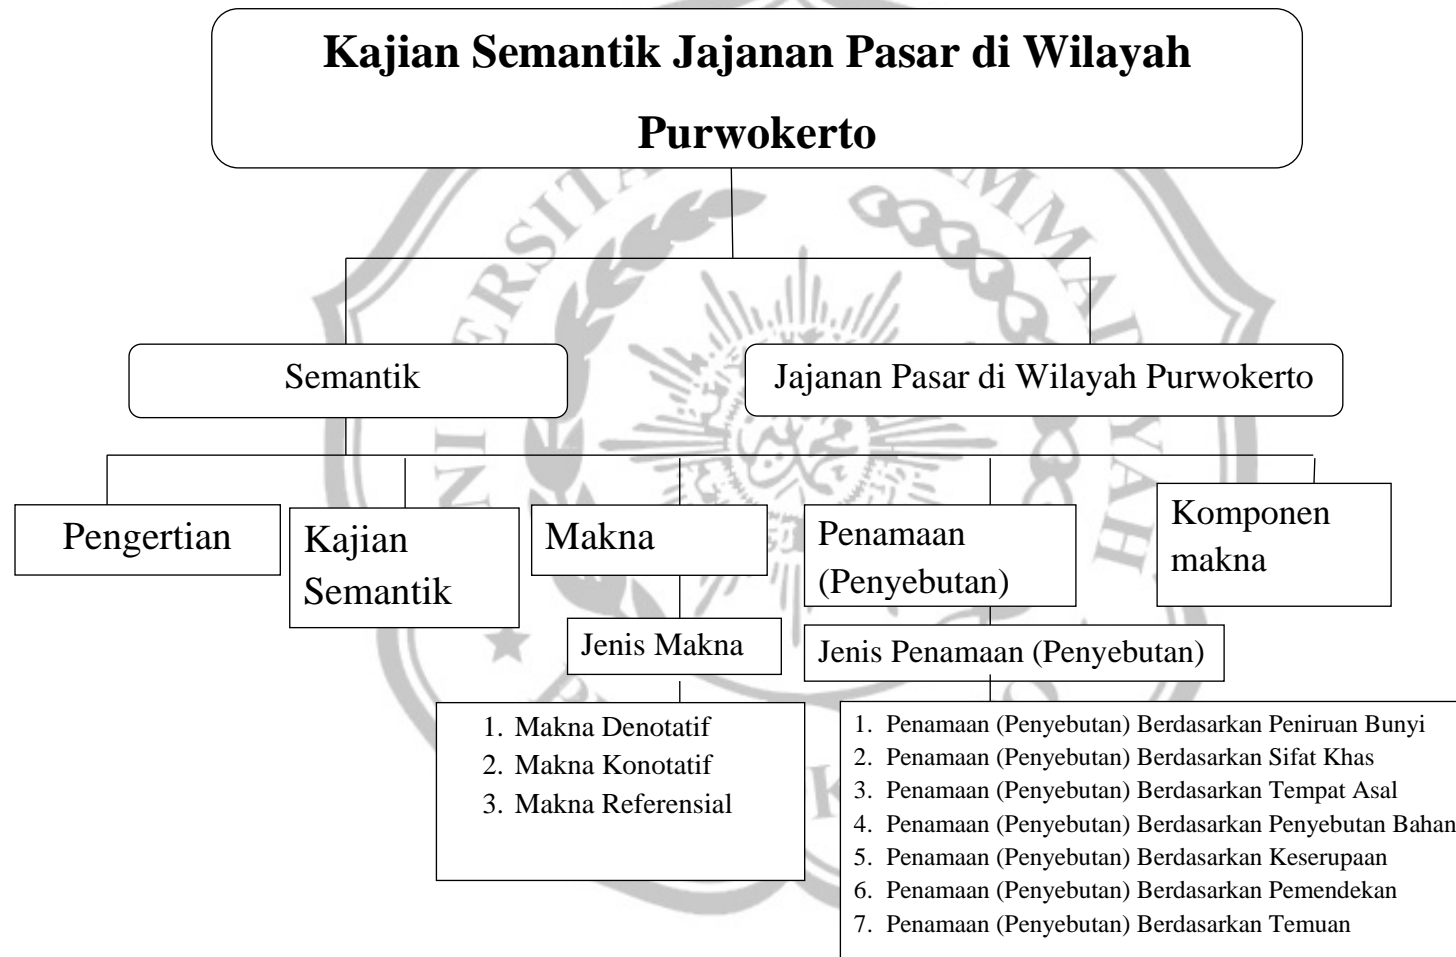 Kajian Semantik Jajanan Pasar di Wilayah
Purwokerto
Semantik
Jajanan Pasar di Wilayah Purwokerto
Pengertian
Kajian
Semantik
Makna
Penamaan
(Penyebutan)
Komponen
makna
Jenis Makna
Jenis Penamaan (Penyebutan)
1. Makna Denotatif
2. Makna Konotatif
3. Makna Referensial
1. Penamaan (Penyebutan) Berdasarkan Peniruan Bunyi
2. Penamaan (Penyebutan) Berdasarkan Sifat Khas
3. Penamaan (Penyebutan) Berdasarkan Tempat Asal
4. Penamaan (Penyebutan) Berdasarkan Penyebutan Bahan
5. Penamaan (Penyebutan) Berdasarkan Keserupaan
6. Penamaan (Penyebutan) Berdasarkan Pemendekan
7. Penamaan (Penyebutan) Berdasarkan Temuan